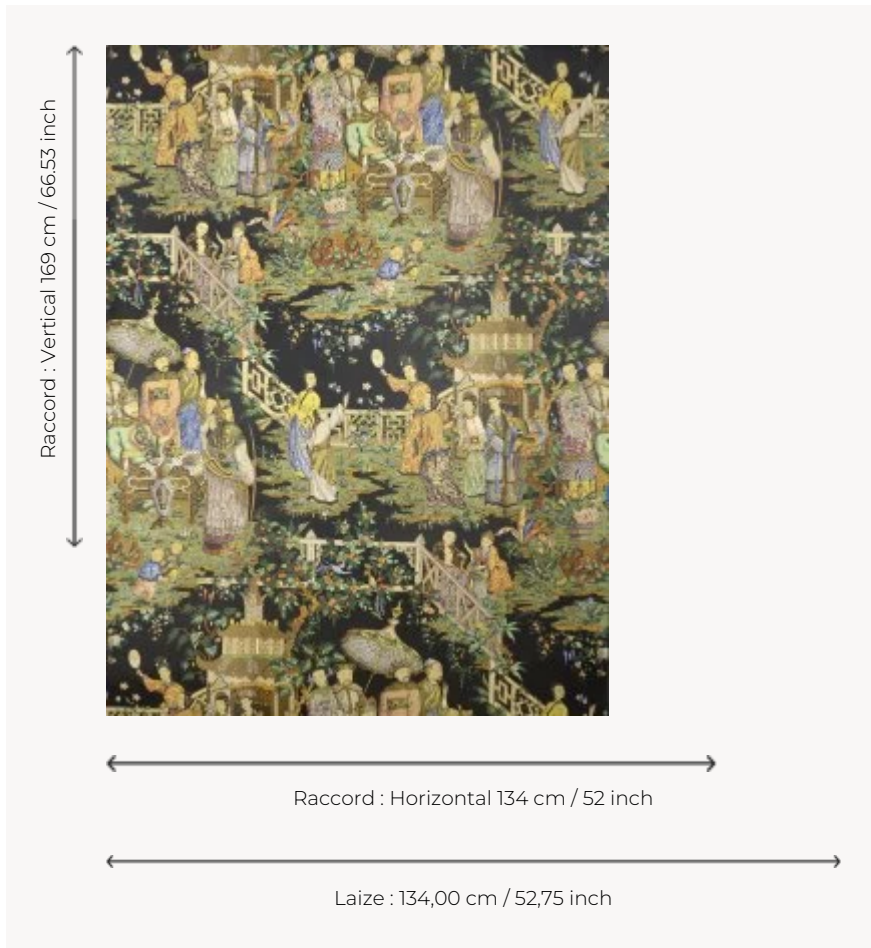 Raccord : Vertical 169 cm / 66.53 inch
Raccord : Horizontal 134 cm / 52 inch
Laize : 134,00 cm / 52,75 inch